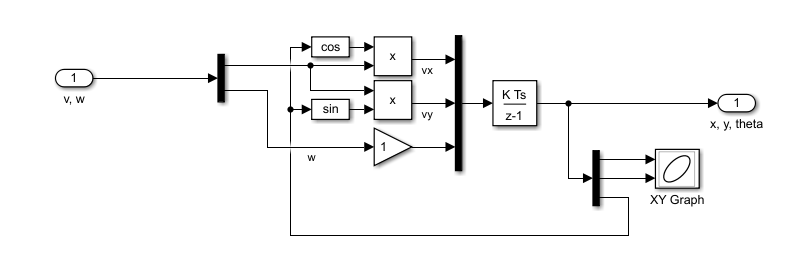 1
v, w
cos
x
vx
sin
x
vy
1
w
K Ts
z-1
1
x, y, theta
XY Graph